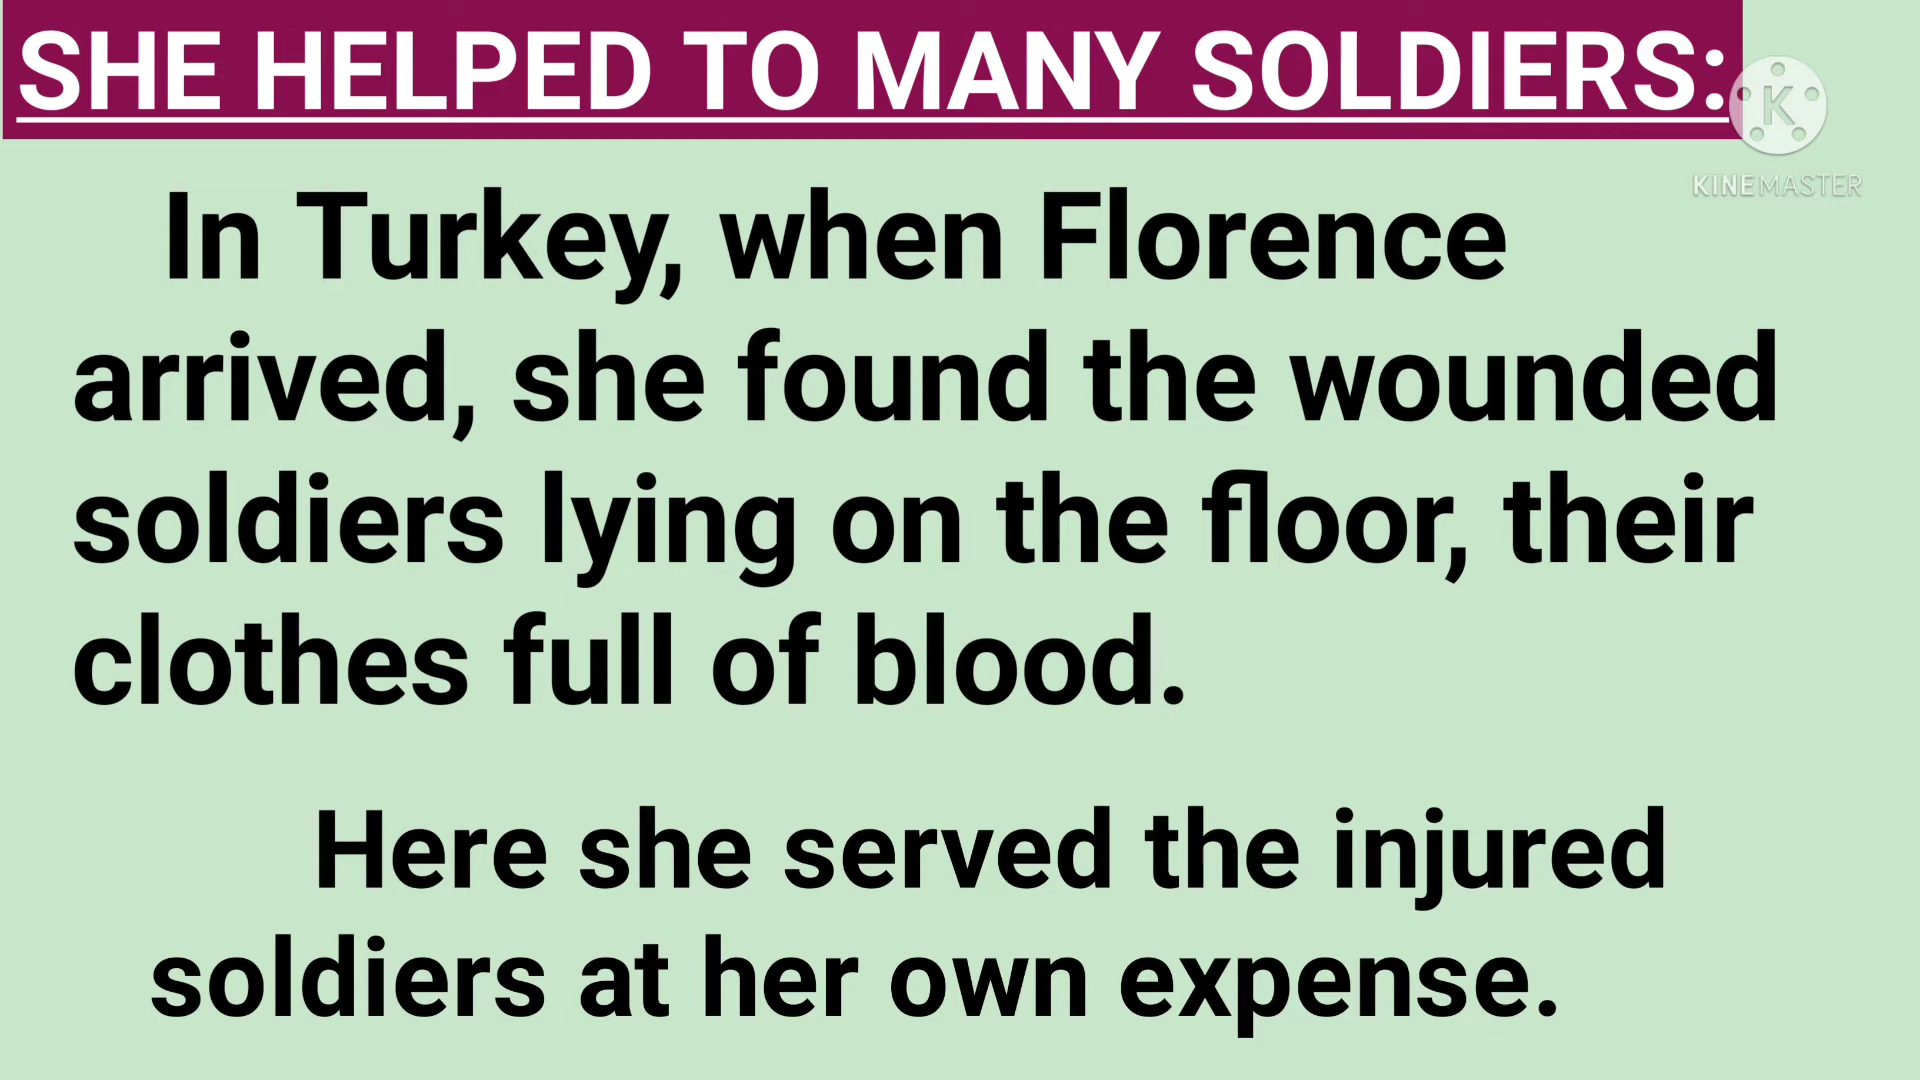 SHE HELPED TO MANY SOLDIERS:
K
KINEMASTER
In Turkey, when Florence
arrived, she found the wounded
soldiers lying on the floor, their
clothes full of blood.
Here she served the injured
soldiers at her own expense.